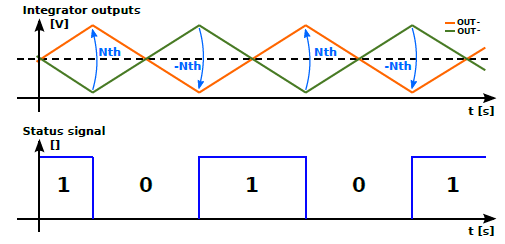 Integrator outputs
[V]
OUT-
OUT-
Nth
-Nth
Nth
-Nth
t [s]
Status signal
[]
1 0 1 0 1
t [s]